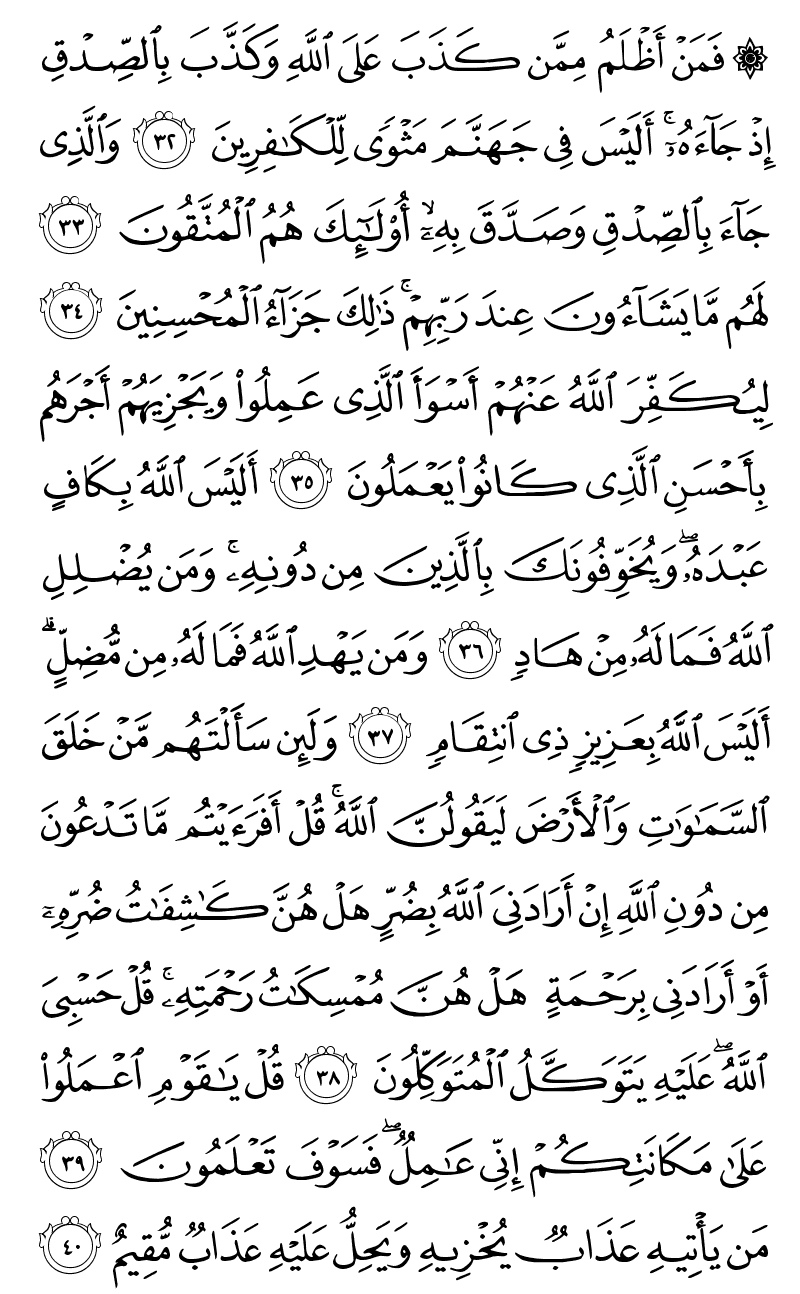 ۞ فَمَنْ أَظْلَمُ مِمَّن كَذَبَ عَلَى ٱللَّهِ وَكَذَّبَ بِٱلصِّدْقِ
إِذْ جَآءَهُۥٓ ۚ أَلَيْسَ فِى جَهَنَّمَ مَثْوًى لِّلْكَٰفِرِينَ ٣٢ وَٱلَّذِى
جَآءَ بِٱلصِّدْقِ وَصَدَّقَ بِهِۦٓ ۙ أُو۟لَٰٓئِكَ هُمُ ٱلْمُتَّقُونَ ٣٣
لَهُم مَّا يَشَآءُونَ عِندَ رَبِّهِمْ ۚ ذَٰلِكَ جَزَآءُ ٱلْمُحْسِنِينَ ٣٤
لِيُكَفِّرَ ٱللَّهُ عَنْهُمْ أَسْوَأَ ٱلَّذِى عَمِلُوا۟ وَيَجْزِيَهُمْ أَجْرَهُم
بِأَحْسَنِ ٱلَّذِى كَانُوا۟ يَعْمَلُونَ ٣٥ أَلَيْسَ ٱللَّهُ بِكَافٍ
عَبْدَهُۥ ۖ وَيُخَوِّفُونَكَ بِٱلَّذِينَ مِن دُونِهِۦ ۚ وَمَن يُضْلِلِ
ٱللَّهُ فَمَا لَهُۥ مِنْ هَادٍ ٣٦ وَمَن يَهْدِ ٱللَّهُ فَمَا لَهُۥ مِن مُّضِلٍّ ۗ
أَلَيْسَ ٱللَّهُ بِعَزِيزٍ ذِى ٱنتِقَامٍ ٣٧ وَلَئِن سَأَلْتَهُم مَّنْ خَلَقَ
ٱلسَّمَٰوَٰتِ وَٱلْأَرْضَ لَيَقُولُنَّ ٱللَّهُ ۚ قُلْ أَفَرَءَيْتُم مَّا تَدْعُونَ
مِن دُونِ ٱللَّهِ إِنْ أَرَادَنِىَ ٱللَّهُ بِضُرٍّ هَلْ هُنَّ كَٰشِفَٰتُ ضُرِّهِۦٓ
أَوْ أَرَادَنِى بِرَحْمَةٍ هَلْ هُنَّ مُمْسِكَٰتُ رَحْمَتِهِۦ ۚ قُلْ حَسْبِىَ
ٱللَّهُ ۖ عَلَيْهِ يَتَوَكَّلُ ٱلْمُتَوَكِّلُونَ ٣٨ قُلْ يَٰقَوْمِ ٱعْمَلُوا۟
عَلَىٰ مَكَانَتِكُمْ إِنِّى عَٰمِلٌ ۖ فَسَوْفَ تَعْلَمُونَ ٣٩
مَن يَأْتِيهِ عَذَابٌ يُخْزِيهِ وَيَحِلُّ عَلَيْهِ عَذَابٌ مُّقِيمٌ ٤٠